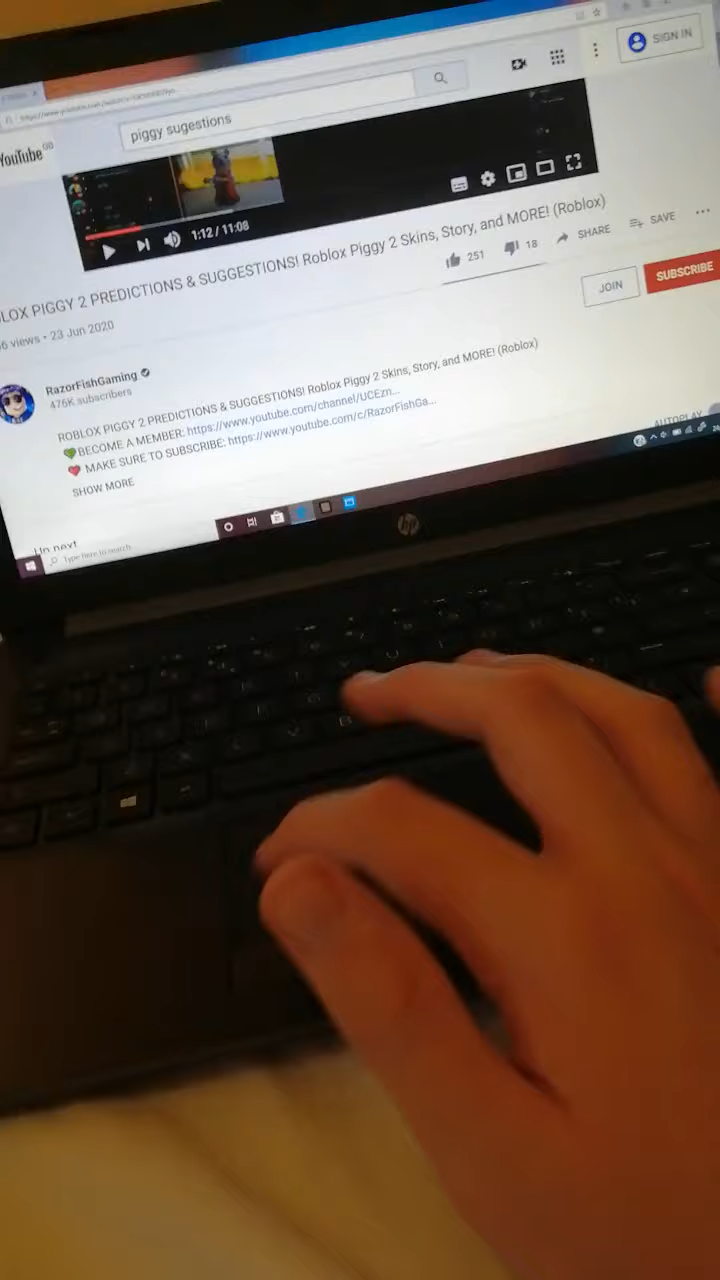 SIGN IN
piggy sugestions
YouTube GB
1:12 / 11:08
LOX PIGGY 2 PREDICTIONS & SUGGESTIONS! Roblox Piggy 2 Skins, Story, and MORE! (Roblox)
6 views • 23 Jun 2020
251 18 SHARE SAVE
JOIN SUBSCRIBE
RazorFishGaming
476K subscribers
ROBLOX PIGGY 2 PREDICTIONS & SUGGESTIONS! Roblox Piggy 2 Skins, Story, and MORE! (Roblox)
💚BECOME A MEMBER: https://www.youtube.com/channel/UCEzn...
❤️ MAKE SURE TO SUBSCRIBE: https://www.youtube.com/c/RazorFishGa...
SHOW MORE
AUTOPLAY
Up next
Type here to search
hp